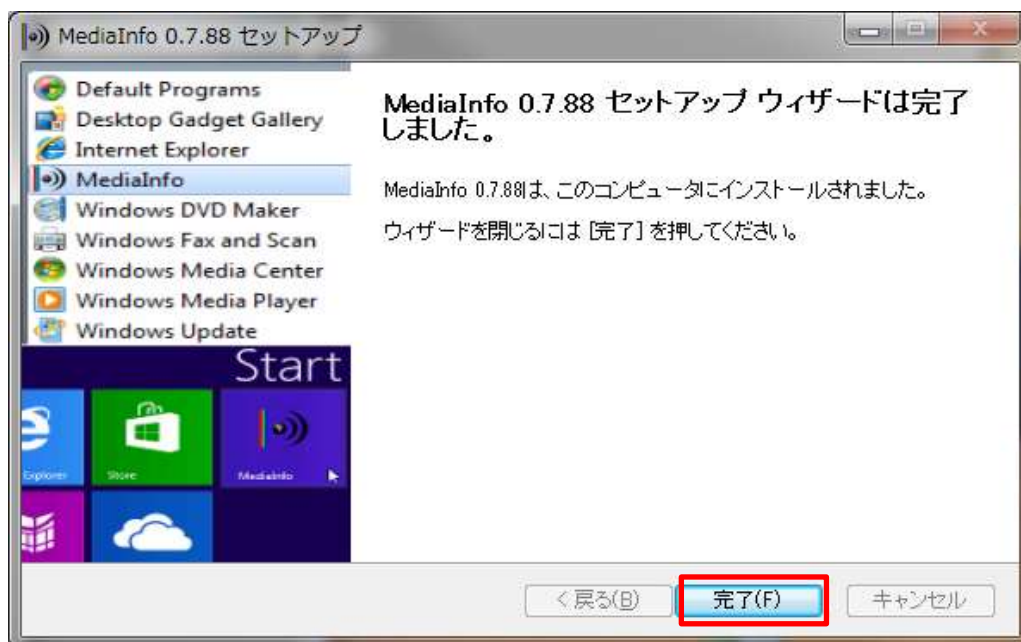 MediaInfo 0.7.88 セットアップ
Default Programs
Desktop Gadget Gallery
Internet Explorer
MediaInfo
Windows DVD Maker
Windows Fax and Scan
Windows Media Center
Windows Media Player
Windows Update
Start
Explorer
Store
MediaInfo
MediaInfo 0.7.88 セットアップ ウィザードは完了
しました。
MediaInfo 0.7.88は、このコンピュータにインストールされました。
ウィザードを閉じるには [完了] を押してください。
< 戻る(B)
完了(F)
キャンセル